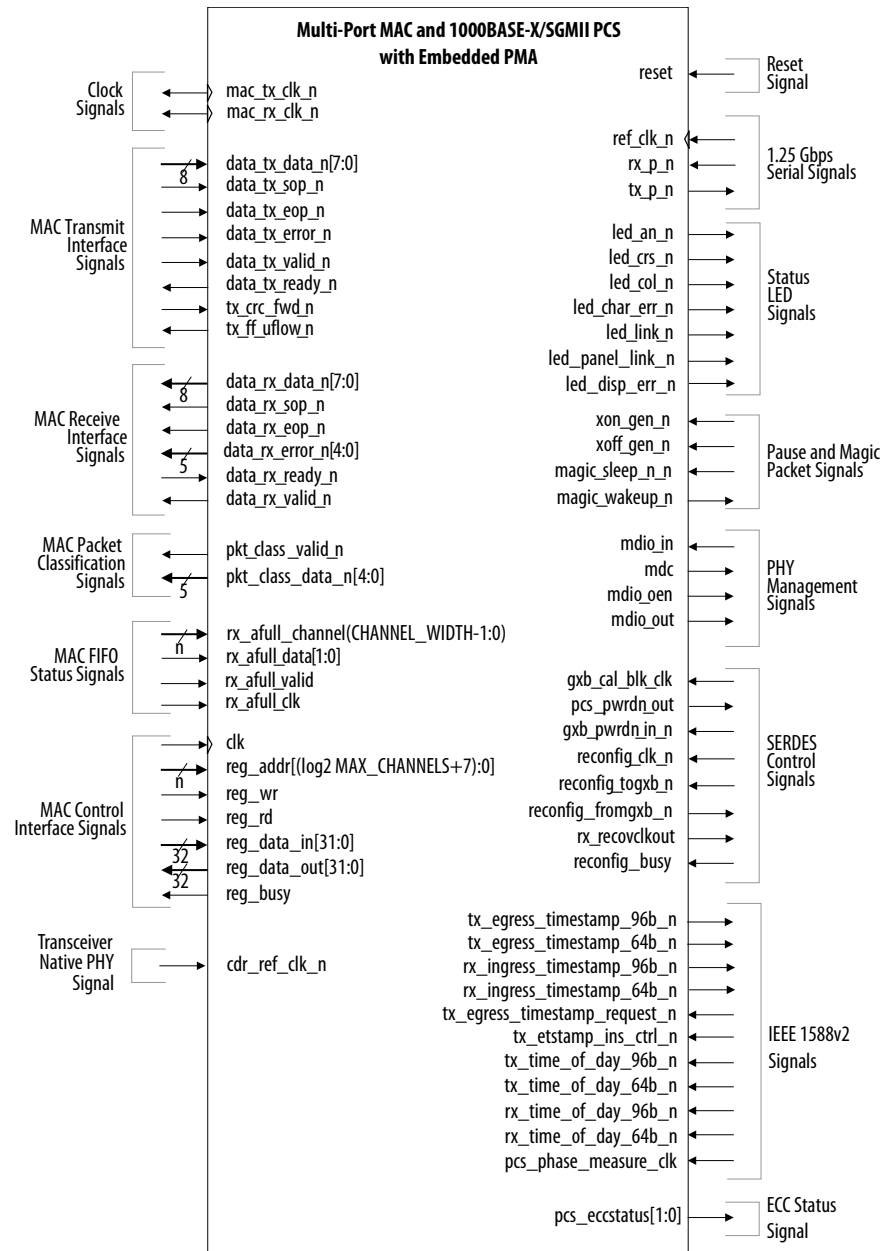 Multi-Port MAC and 1000BASE-X/SGMII PCS
with Embedded PMA
Clock
Signals
mac_tx_clk_n
mac_rx_clk_n
MAC Transmit
Interface
Signals
data_tx_data_n[7:0]
8
data_tx_sop_n
data_tx_eop_n
data_tx_error_n
data_tx_valid_n
data_tx_ready_n
tx_crc_fwd_n
tx_ff_uflow_n
MAC Receive
Interface
Signals
data_rx_data_n[7:0]
8
data_rx_sop_n
data_rx_eop_n
data_rx_error_n[4:0]
5
data_rx_ready_n
data_rx_valid_n
MAC Packet
Classification
Signals
pkt_class_valid_n
pkt_class_data_n[4:0]
5
MAC FIFO
Status Signals
rx_afull_channel(CHANNEL_WIDTH-1:0)
n
rx_afull_data[1:0]
rx_afull_valid
rx_afull_clk
MAC Control
Interface Signals
clk
reg_addr[(log2 MAX_CHANNELS+7):0]
n
reg_wr
reg_rd
reg_data_in[31:0]
32
reg_data_out[31:0]
32
reg_busy
Transceiver
Native PHY
Signal
cdr_ref_clk_n
reset
Reset
Signal
ref_clk_n
rx_p_n
tx_p_n
1.25 Gbps
Serial Signals
led_an_n
led_crs_n
led_col_n
led_char_err_n
led_link_n
led_panel_link_n
led_disp_err_n
Status
LED
Signals
xon_gen_n
xoff_gen_n
magic_sleep_n_n
magic_wakeup_n
Pause and Magic
Packet Signals
mdio_in
mdc
mdio_oen
mdio_out
PHY
Management
Signals
gxb_cal_blk_clk
pcs_pwrdn_out
gxb_pwrdn_in_n
reconfig_clk_n
reconfig_togxb_n
reconfig_fromgxb_n
rx_recovclkout
reconfig_busy
SERDES
Control
Signals
tx_egress_timestamp_96b_n
tx_egress_timestamp_64b_n
rx_ingress_timestamp_96b_n
rx_ingress_timestamp_64b_n
tx_egress_timestamp_request_n
tx_etstamp_ins_ctrl_n
tx_time_of_day_96b_n
tx_time_of_day_64b_n
rx_time_of_day_96b_n
rx_time_of_day_64b_n
pcs_phase_measure_clk
IEEE 1588v2
Signals
pcs_eccstatus[1:0]
ECC Status
Signal